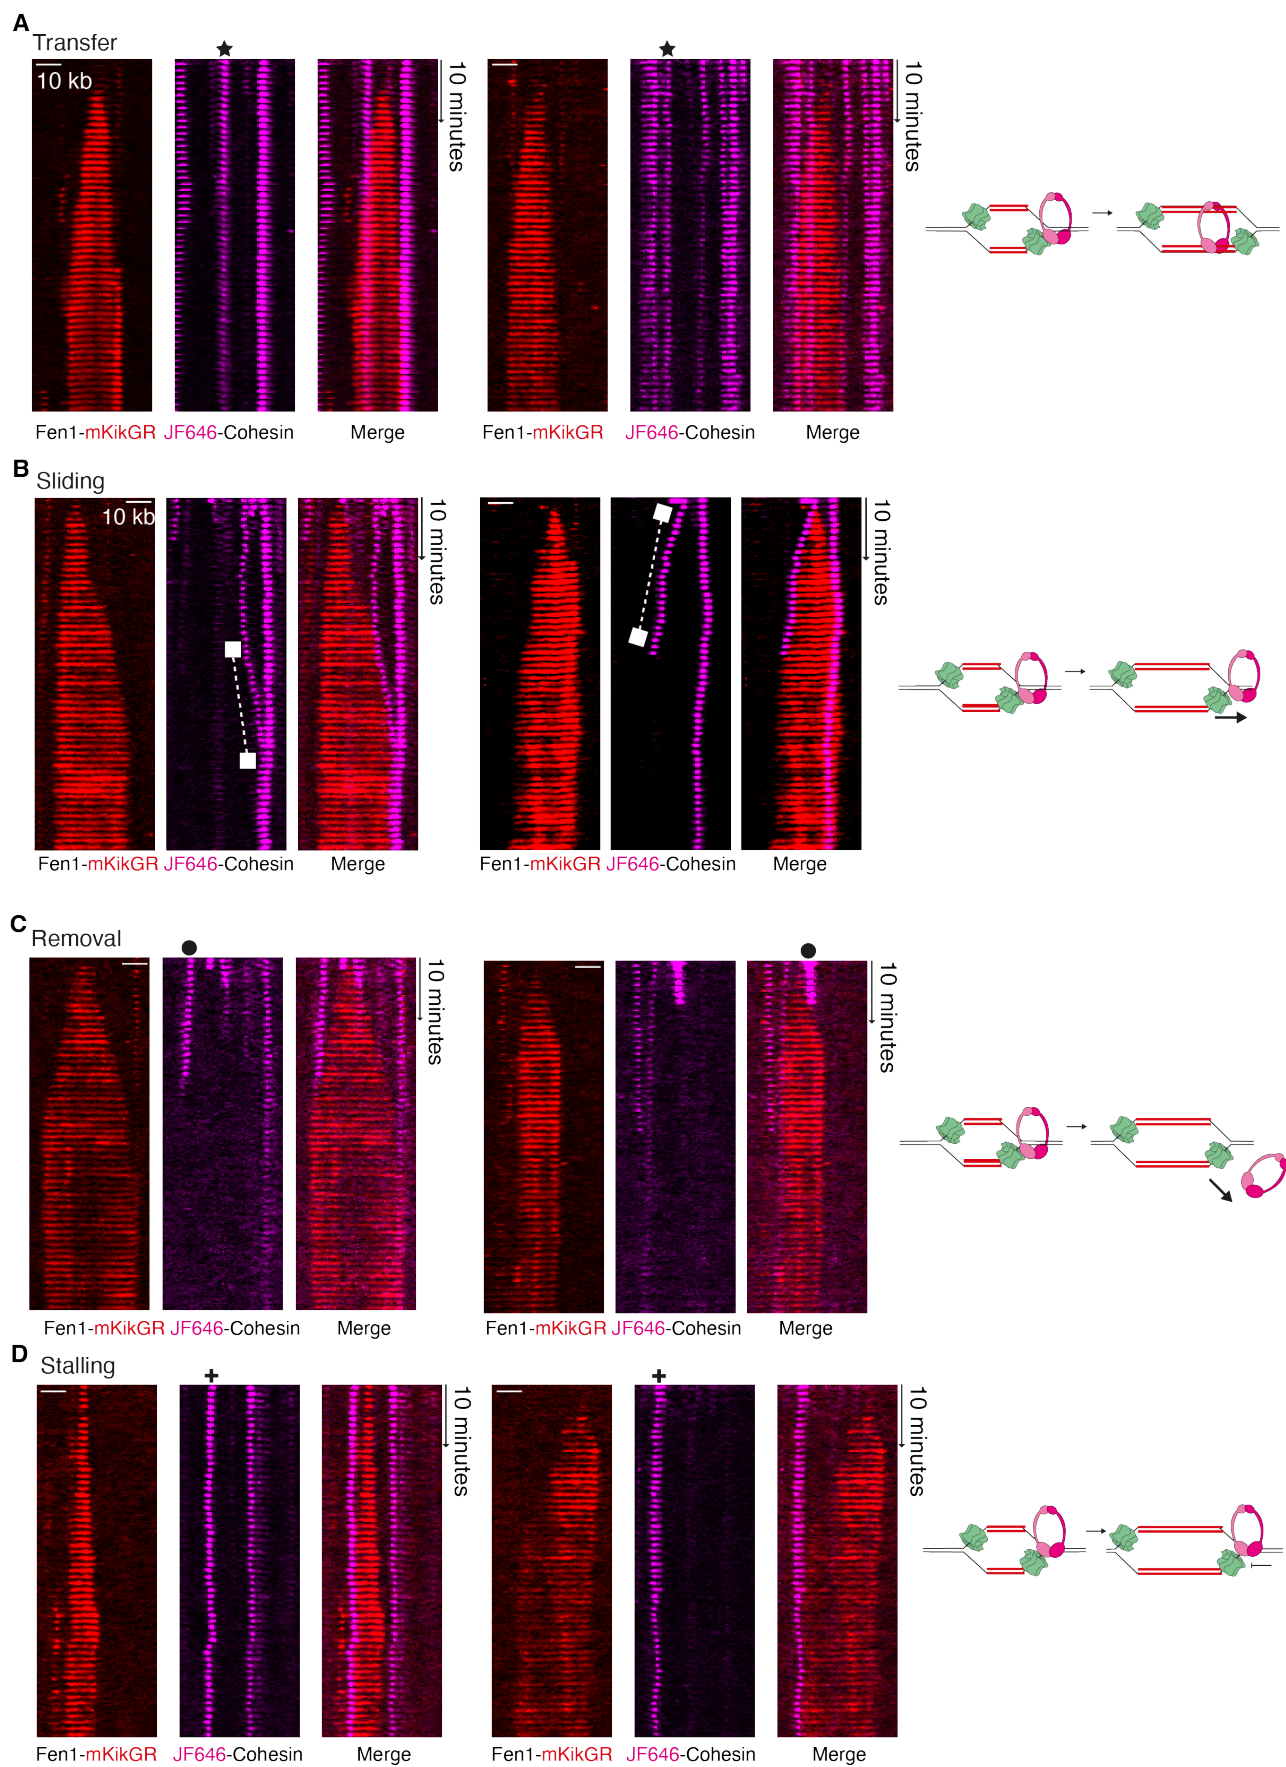 A
Transfer
10 kb
10 minutes
10 minutes
Fen1-mKikGR
JF646-Cohesin
Merge
Fen1-mKikGR
JF646-Cohesin
Merge
B
Sliding
10 kb
10 minutes
10 minutes
Fen1-mKikGR
JF646-Cohesin
Merge
Fen1-mKikGR
JF646-Cohesin
Merge
C
Removal
10 minutes
10 minutes
Fen1-mKikGR
JF646-Cohesin
Merge
Fen1-mKikGR
JF646-Cohesin
Merge
D
Stalling
10 minutes
10 minutes
Fen1-mKikGR
JF646-Cohesin
Merge
Fen1-mKikGR
JF646-Cohesin
Merge